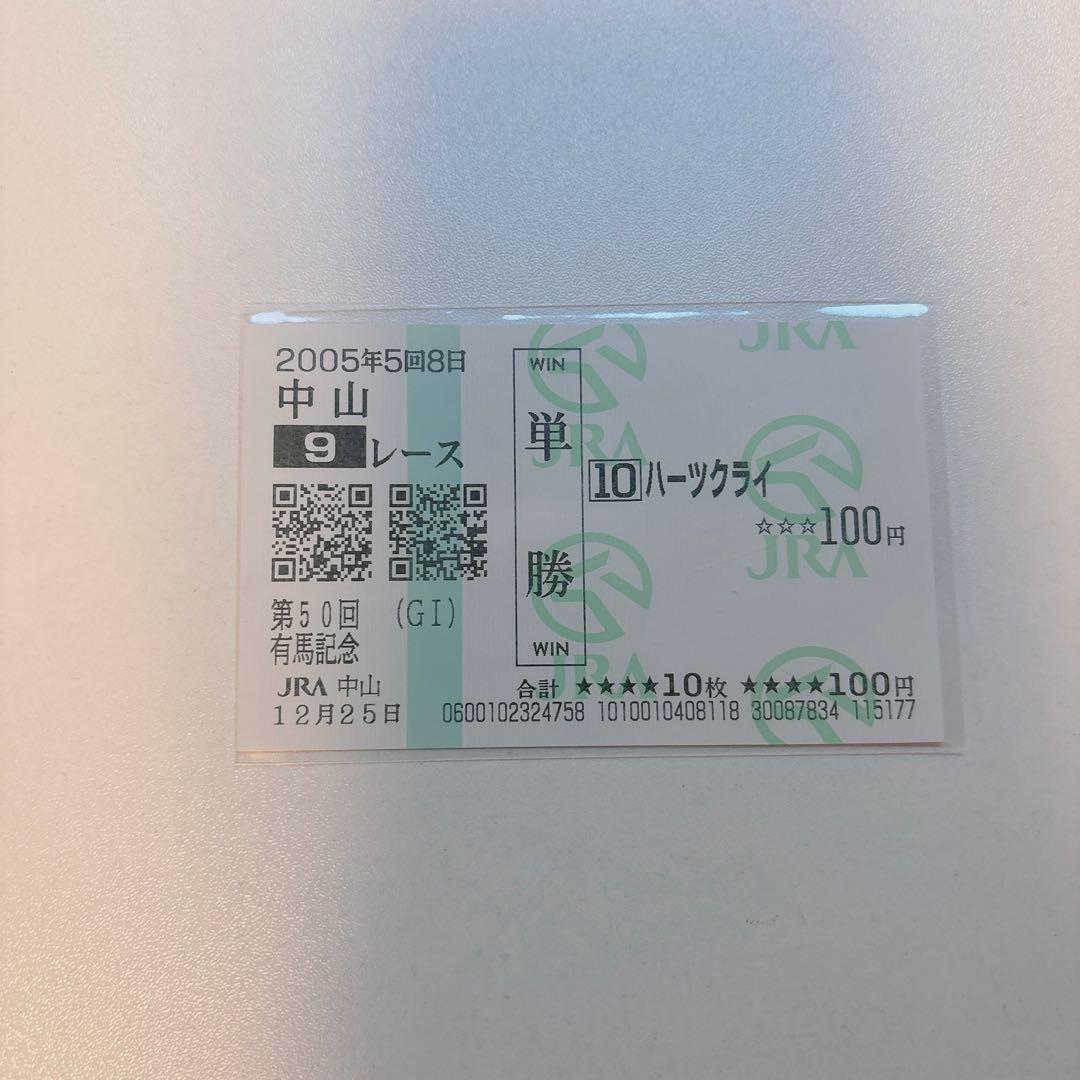 2005年5回8日
中山
9レース
第50回 (GI)
有馬記念
JRA 中山
12月25日
WIN
単勝
WIN
10 ハーツクライ
☆☆☆100円
合計 ★★★★10枚 ★★★★100円
0600102324758 1010010408118 30087834 115177
JRA
JRA
JRA
JRA